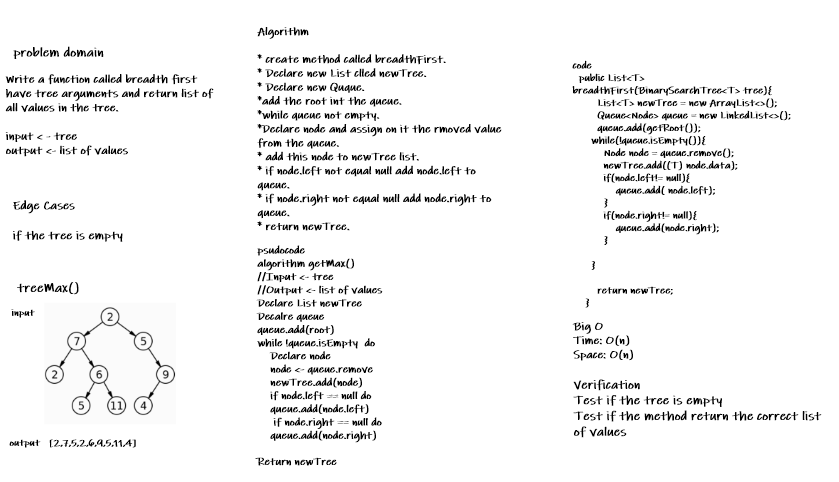 problem domain
Write a function called breadth first
have tree arguments and return list of
all values in the tree.
input <- tree
output <- list of values
Edge Cases
if the tree is empty
treeMax()
input
2
7
5
2
6
9
5
11
4
output [2,7,5,2,6,9,5,11,4]
Algorithm
* create method called breadthFirst.
* Declare new List clled newTree.
* Declare new Quque.
*add the root int the queue.
*while queue not empty.
*Declare node and assign on it the rmoved value
from the queue.
* add this node to newTree list.
* if node.left not equal null add node.left to
queue.
* if node.right not equal null add node.right to
queue.
* return newTree.
psudocode
algorithm getMax()
//Input <- tree
//Output <- list of values
Declare List newTree
Decalre queue
queue.add(root)
while !queue.isEmpty do
Declare node
node <- queue.remove
newTree.add(node)
if node.left == null do
queue.add(node.left)
if node.right == null do
queue.add(node.right)
Return newTree
code
public List<T>
breadthFirst(BinarySearchTree<T> tree){
List<T> newTree = new ArrayList<>();
Queue<Node> queue = new LinkedList<>();
queue.add(getRoot());
while(!queue.isEmpty()){
Node node = queue.remove();
newTree.add((T) node.data);
if(node.left!= null){
queue.add( node.left);
}
if(node.right!= null){
queue.add(node.right);
}
}
return newTree;
}
Big O
Time: O(n)
Space: O(n)
Verification
Test if the tree is empty
Test if the method return the correct list
of values